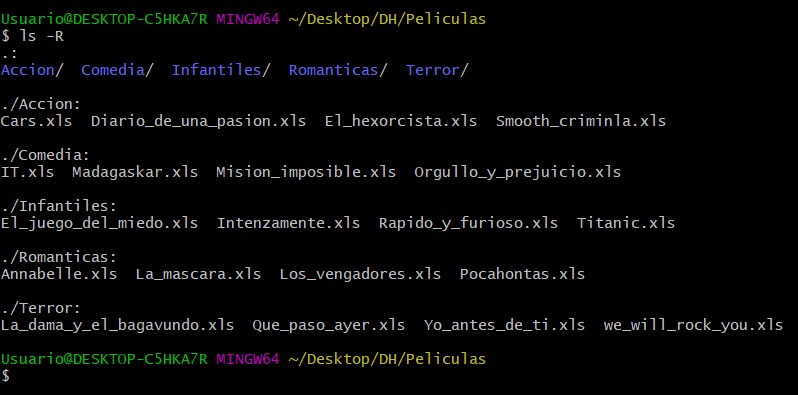 Usuario@DESKTOP-C5HKA7R MINGW64 ~/Desktop/DH/Peliculas
$ ls -R
.:
Accion/  Comedia/  Infantiles/  Romanticas/  Terror/

./Accion:
Cars.xls  Diario_de_una_pasion.xls  El_hexorcista.xls  Smooth_criminla.xls

./Comedia:
IT.xls  Madagaskar.xls  Mision_imposible.xls  Orgullo_y_prejuicio.xls

./Infantiles:
El_juego_del_miedo.xls  Intenzamente.xls  Rapido_y_furioso.xls  Titanic.xls

./Romanticas:
Annabelle.xls  La_mascara.xls  Los_vengadores.xls  Pocahontas.xls

./Terror:
La_dama_y_el_bagavundo.xls  Que_paso_ayer.xls  Yo_antes_de_ti.xls  we_will_rock_you.xls

Usuario@DESKTOP-C5HKA7R MINGW64 ~/Desktop/DH/Peliculas
$